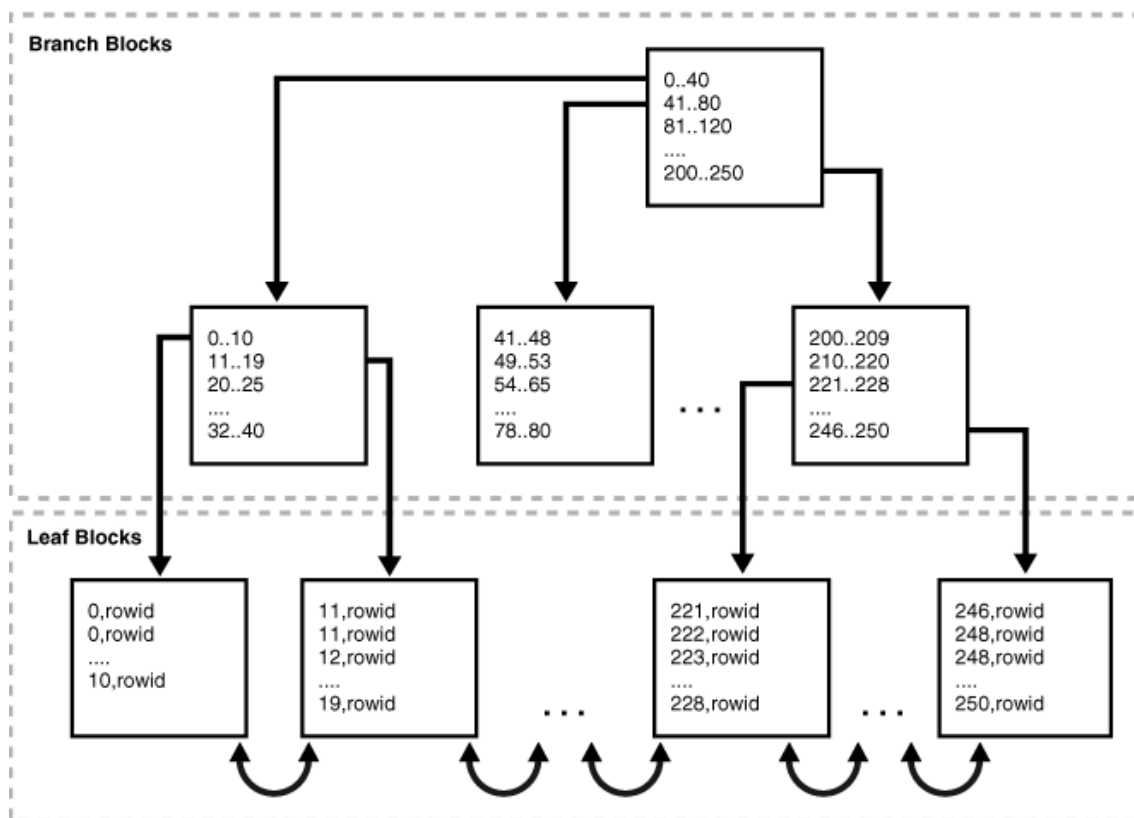 Branch Blocks
0..40
41..80
81..120
....
200..250
0..10
11..19
20..25
....
32..40
41..48
49..53
54..65
....
78..80
...
200..209
210..220
221..228
....
246..250
Leaf Blocks
0,rowid
0,rowid
....
10,rowid
11,rowid
11,rowid
12,rowid
....
19,rowid
...
221,rowid
222,rowid
223,rowid
....
228,rowid
...
246,rowid
248,rowid
248,rowid
....
250,rowid